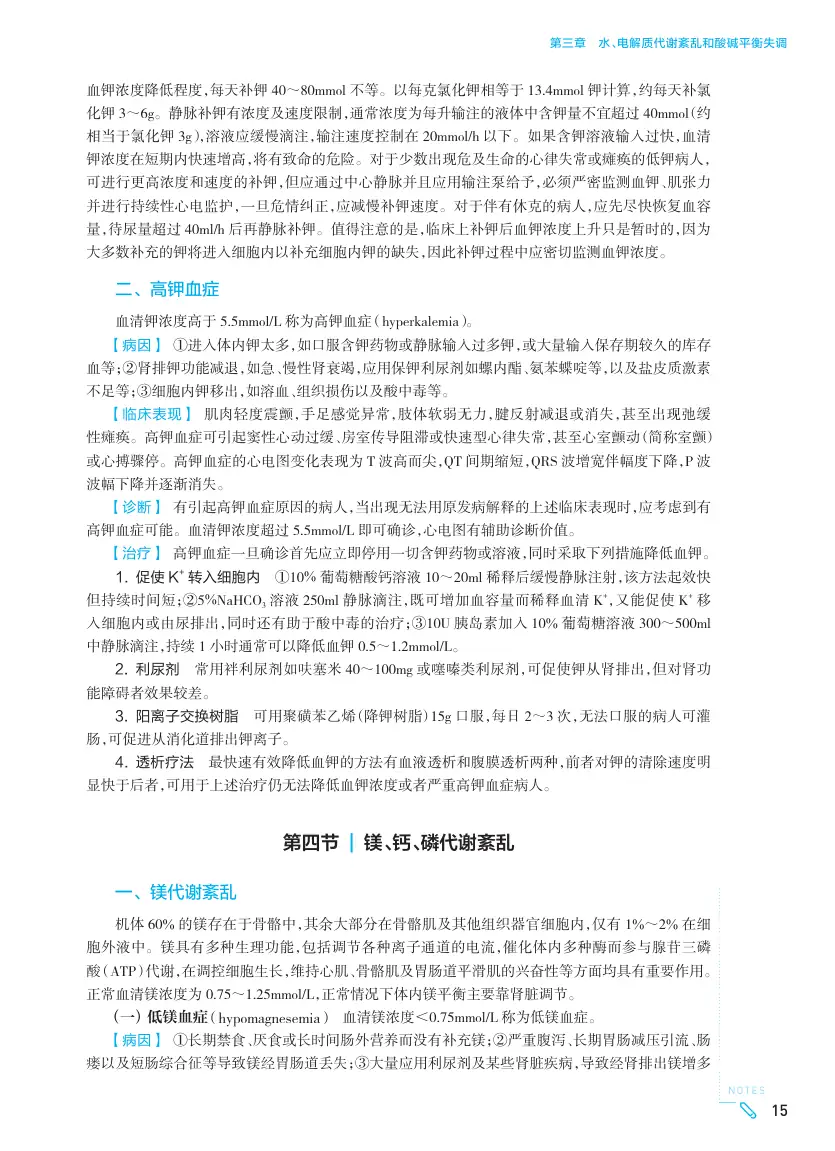 第三章 水、电解质代谢紊乱和酸碱平衡失调
血钾浓度降低程度,每天补钾 40～80mmol 不等。以每克氯化钾相等于 13.4mmol 钾计算,约每天补氯
化钾 3～6g。静脉补钾有浓度及速度限制,通常浓度为每升输注的液体中含钾量不宜超过 40mmol(约
相当于氯化钾 3g),溶液应缓慢滴注,输注速度控制在 20mmol/h 以下。如果含钾溶液输入过快,血清
钾浓度在短期内快速增高,将有致命的危险。对于少数出现危及生命的心律失常或瘫痪的低钾病人,
可进行更高浓度和速度的补钾,但应通过中心静脉并且应用输注泵给予,必须严密监测血钾、肌张力
并进行持续性心电监护,一旦危情纠正,应减慢补钾速度。对于伴有休克的病人,应先尽快恢复血容
量,待尿量超过 40ml/h 后再静脉补钾。值得注意的是,临床上补钾后血钾浓度上升只是暂时的,因为
大多数补充的钾将进入细胞内以补充细胞内钾的缺失,因此补钾过程中应密切监测血钾浓度。
二、高钾血症
血清钾浓度高于 5.5mmol/L 称为高钾血症(hyperkalemia)。
【病因】 ①进入体内钾太多,如口服含钾药物或静脉输入过多钾,或大量输入保存期较久的库存
血等;②肾排钾功能减退,如急、慢性肾衰竭,应用保钾利尿剂如螺内酯、氨苯蝶啶等,以及盐皮质激素
不足等;③细胞内钾移出,如溶血、组织损伤以及酸中毒等。
【临床表现】 肌肉轻度震颤,手足感觉异常,肢体软弱无力,腱反射减退或消失,甚至出现弛缓
性瘫痪。高钾血症可引起窦性心动过缓、房室传导阻滞或快速型心律失常,甚至心室颤动(简称室颤)
或心搏骤停。高钾血症的心电图变化表现为 T 波高而尖,QT 间期缩短,QRS 波增宽伴幅度下降,P 波
波幅下降并逐渐消失。
【诊断】 有引起高钾血症原因的病人,当出现无法用原发病解释的上述临床表现时,应考虑到有
高钾血症可能。血清钾浓度超过 5.5mmol/L 即可确诊,心电图有辅助诊断价值。
【治疗】 高钾血症一旦确诊首先应立即停用一切含钾药物或溶液,同时采取下列措施降低血钾。
1. 促使 K⁺ 转入细胞内 ①10% 葡萄糖酸钙溶液 10～20ml 稀释后缓慢静脉注射,该方法起效快
但持续时间短;②5%NaHCO₃ 溶液 250ml 静脉滴注,既可增加血容量而稀释血清 K⁺,又能促使 K⁺ 移
入细胞内或由尿排出,同时还有助于酸中毒的治疗;③10U 胰岛素加入 10% 葡萄糖溶液 300～500ml
中静脉滴注,持续 1 小时通常可以降低血钾 0.5～1.2mmol/L。
2. 利尿剂 常用袢利尿剂如呋塞米 40～100mg 或噻嗪类利尿剂,可促使钾从肾排出,但对肾功
能障碍者效果较差。
3. 阳离子交换树脂 可用聚磺苯乙烯(降钾树脂)15g 口服,每日 2～3 次,无法口服的病人可灌
肠,可促进从消化道排出钾离子。
4. 透析疗法 最快速有效降低血钾的方法有血液透析和腹膜透析两种,前者对钾的清除速度明
显快于后者,可用于上述治疗仍无法降低血钾浓度或者严重高钾血症病人。
第四节 | 镁、钙、磷代谢紊乱
一、镁代谢紊乱
机体 60% 的镁存在于骨骼中,其余大部分在骨骼肌及其他组织器官细胞内,仅有 1%～2% 在细
胞外液中。镁具有多种生理功能,包括调节各种离子通道的电流,催化体内多种酶而参与腺苷三磷
酸(ATP)代谢,在调控细胞生长,维持心肌、骨骼肌及胃肠道平滑肌的兴奋性等方面均具有重要作用。
正常血清镁浓度为 0.75～1.25mmol/L,正常情况下体内镁平衡主要靠肾脏调节。
(一) 低镁血症(hypomagnesemia) 血清镁浓度＜0.75mmol/L 称为低镁血症。
【病因】 ①长期禁食、厌食或长时间肠外营养而没有补充镁;②严重腹泻、长期胃肠减压引流、肠
瘘以及短肠综合征等导致镁经胃肠道丢失;③大量应用利尿剂及某些肾脏疾病,导致经肾排出镁增多
NOTES
15